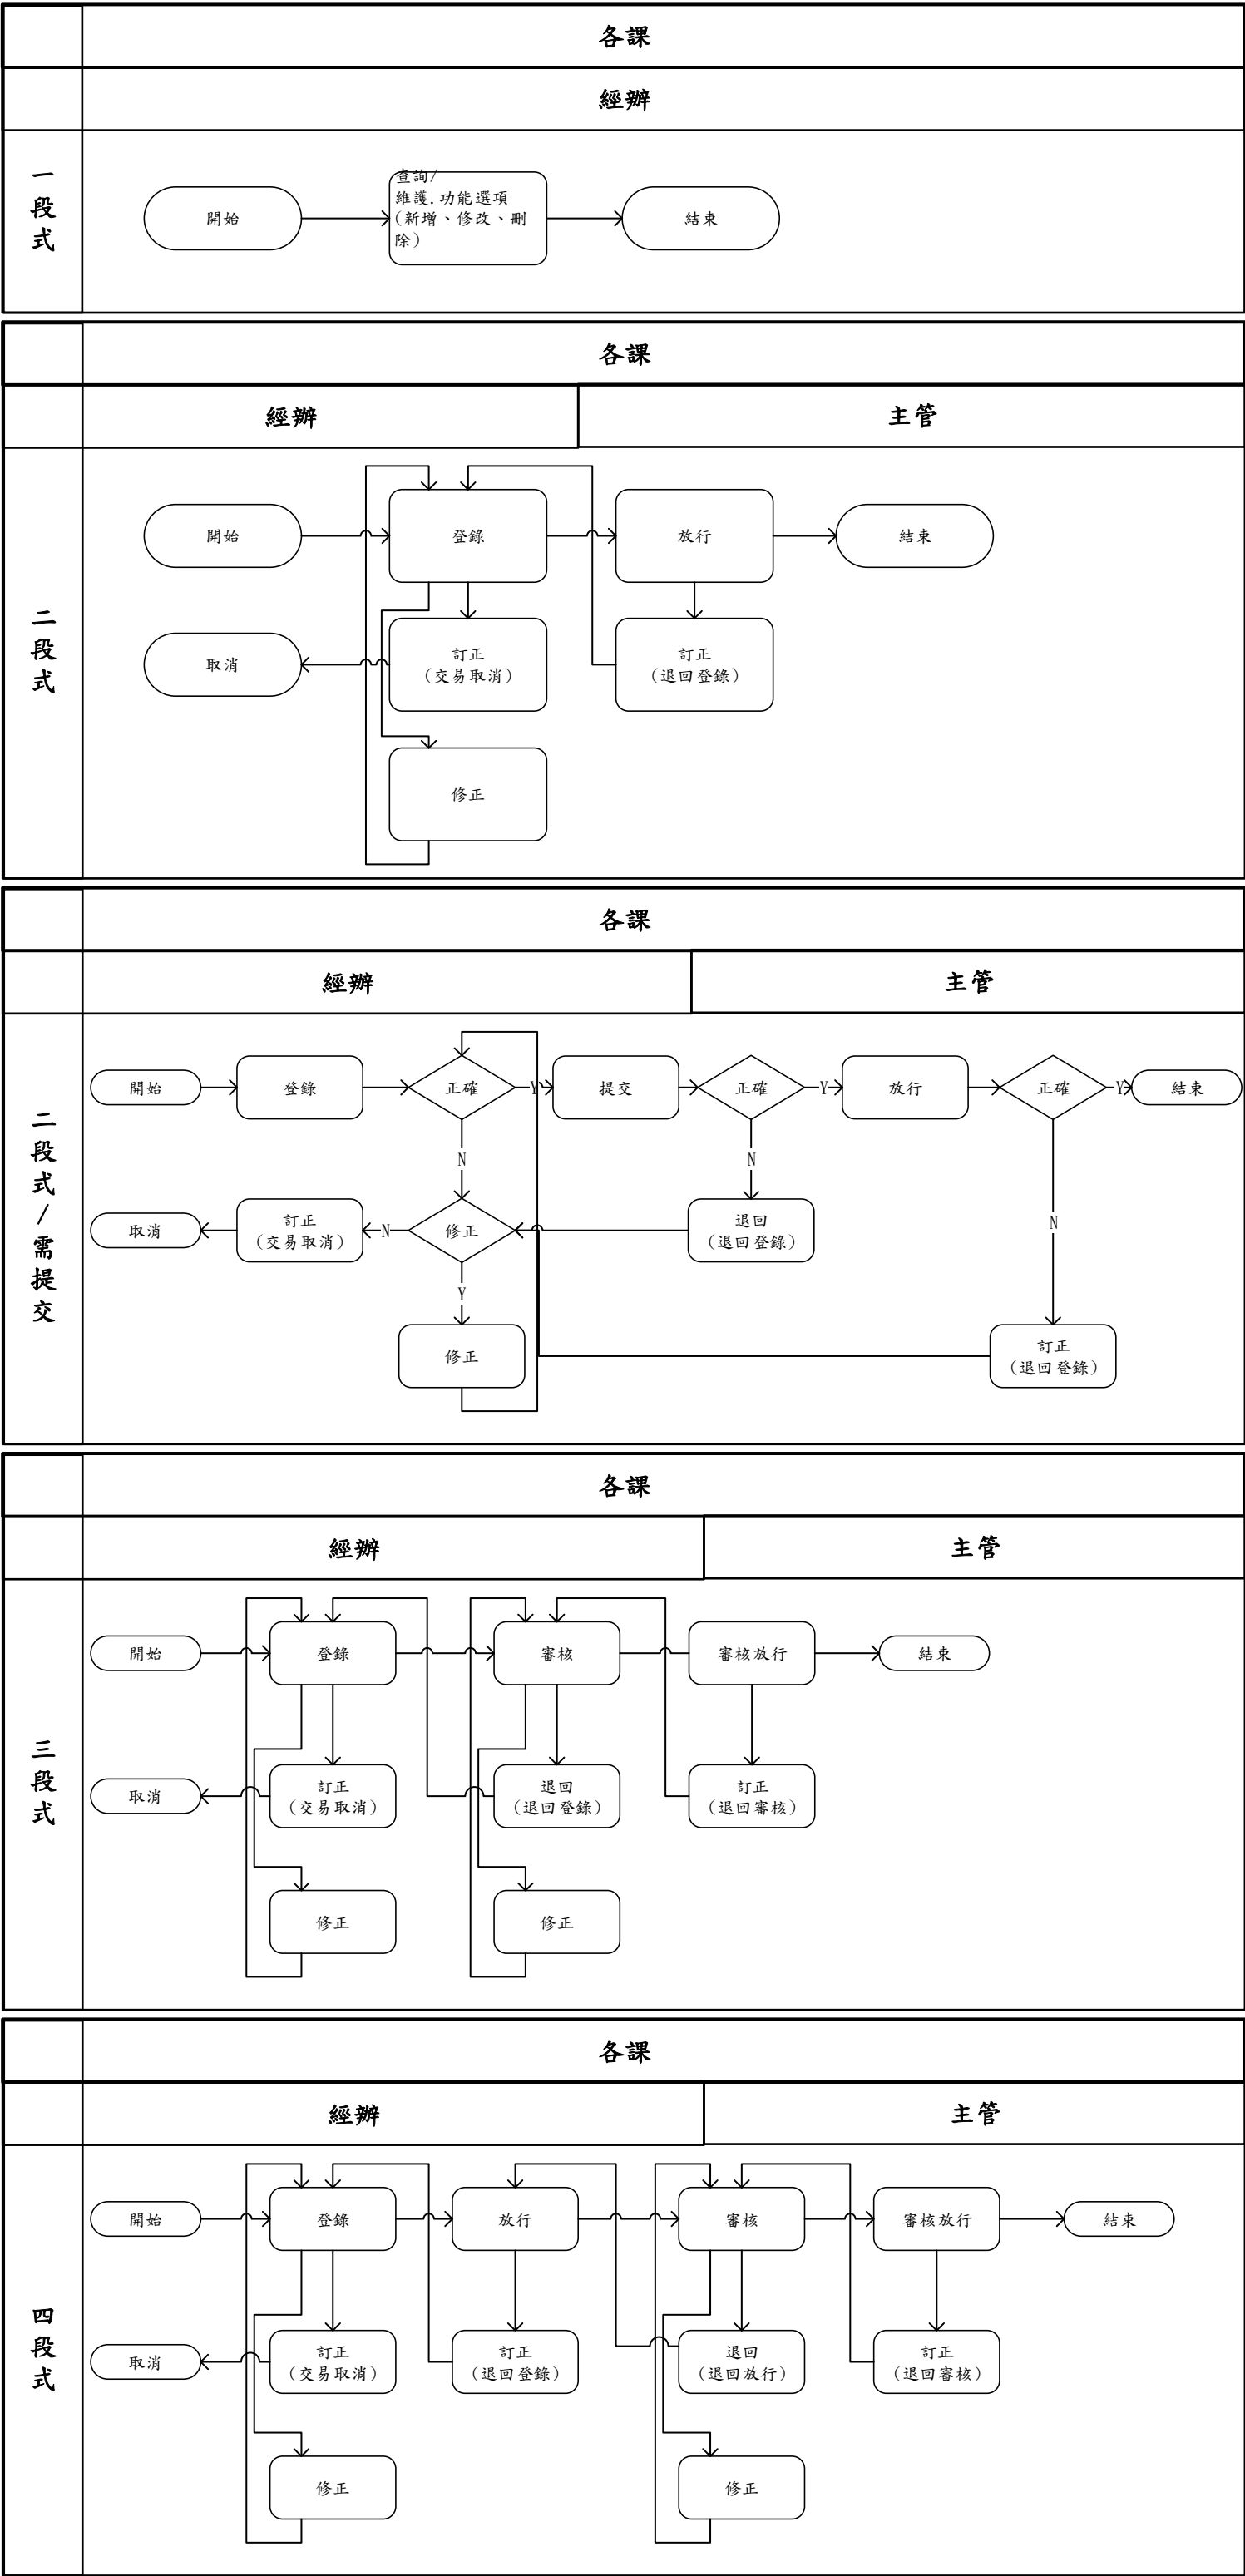 各課
經辦
一段式
開始
查詢/
維護.功能選項
(新增、修改、刪
除)
結束
各課
經辦
主管
二段式
開始
登錄
放行
結束
取消
訂正
(交易取消)
訂正
(退回登錄)
修正
各課
經辦
主管
二段式/需提交
開始
登錄
正確
Y
提交
正確
Y
放行
正確
Y
結束
N
N
N
取消
訂正
(交易取消)
N
修正
退回
(退回登錄)
Y
修正
訂正
(退回登錄)
各課
經辦
主管
三段式
開始
登錄
審核
審核放行
結束
取消
訂正
(交易取消)
退回
(退回登錄)
訂正
(退回審核)
修正
修正
各課
經辦
主管
四段式
開始
登錄
放行
審核
審核放行
結束
取消
訂正
(交易取消)
訂正
(退回登錄)
退回
(退回放行)
訂正
(退回審核)
修正
修正